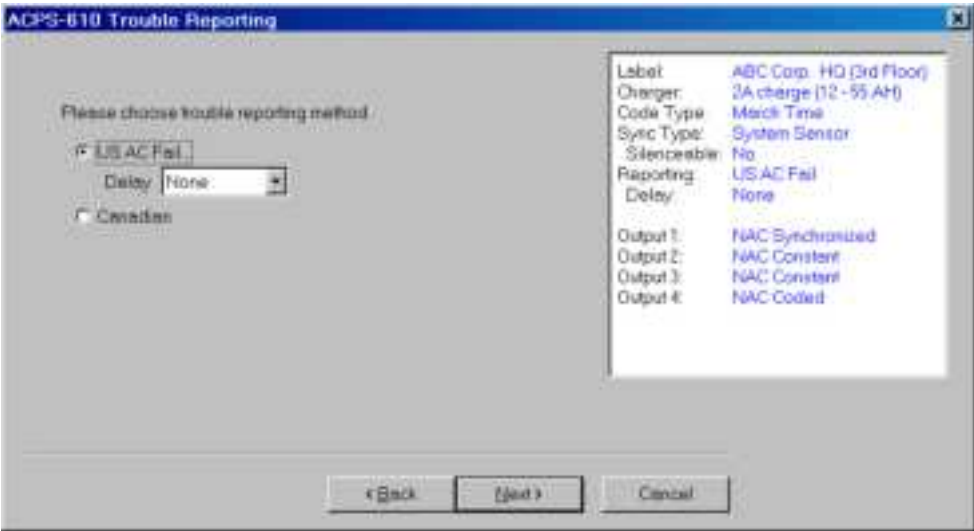 ACPS-610 Trouble Reporting
Please choose trouble reporting method
US AC Fail
Delay None
Canadian
Label: ABC Corp. HQ (3rd Floor)
Charger: 2A charge (12 - 55 AH)
Code Type March Time
Sync Type: System Sensor
Silenceable: No
Reporting: US AC Fail
Delay: None
Output 1: NAC Synchronized
Output 2: NAC Constant
Output 3: NAC Constant
Output 4: NAC Coded
< Back
Next >
Cancel